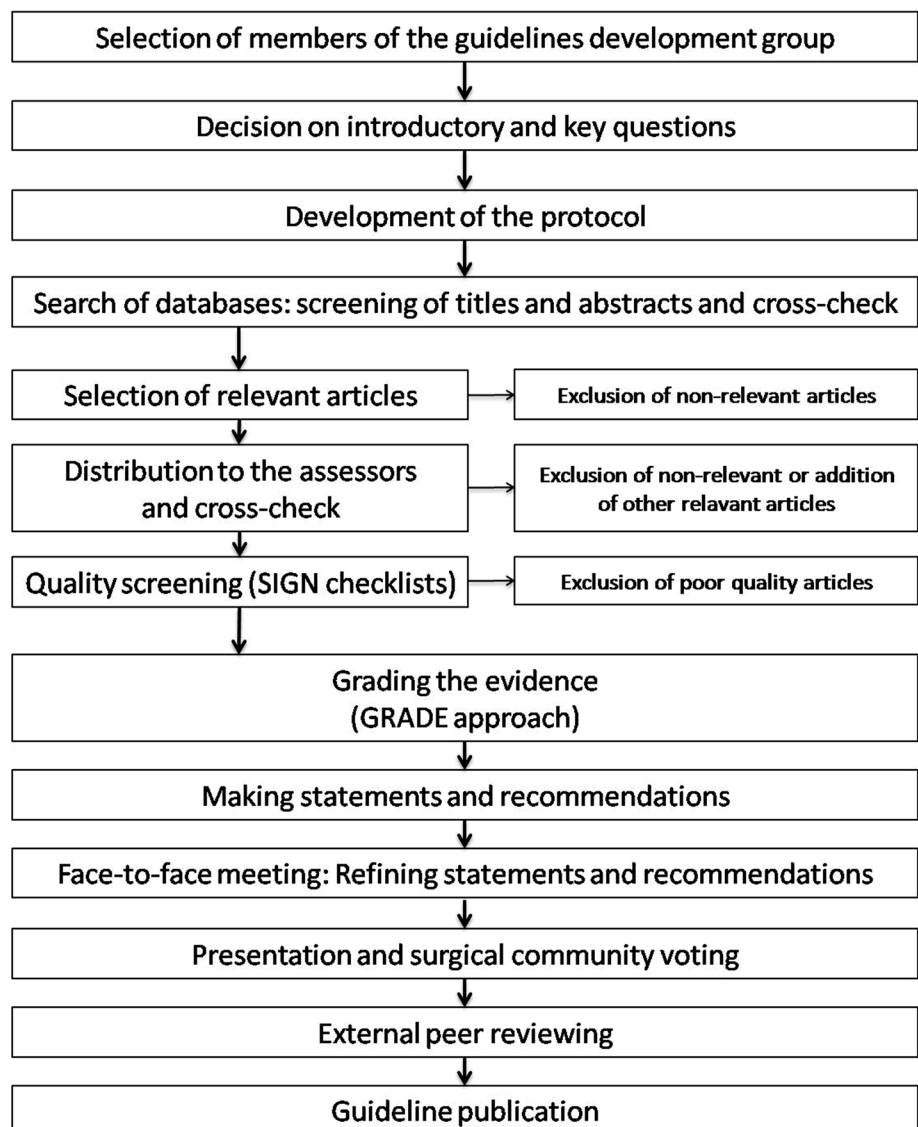 Selection of members of the guidelines development group
Decision on introductory and key questions
Development of the protocol
Search of databases: screening of titles and abstracts and cross-check
Selection of relevant articles
Exclusion of non-relevant articles
Distribution to the assessors
and cross-check
Exclusion of non-relevant or addition
of other relavant articles
Quality screening (SIGN checklists)
Exclusion of poor quality articles
Grading the evidence
(GRADE approach)
Making statements and recommendations
Face-to-face meeting: Refining statements and recommendations
Presentation and surgical community voting
External peer reviewing
Guideline publication